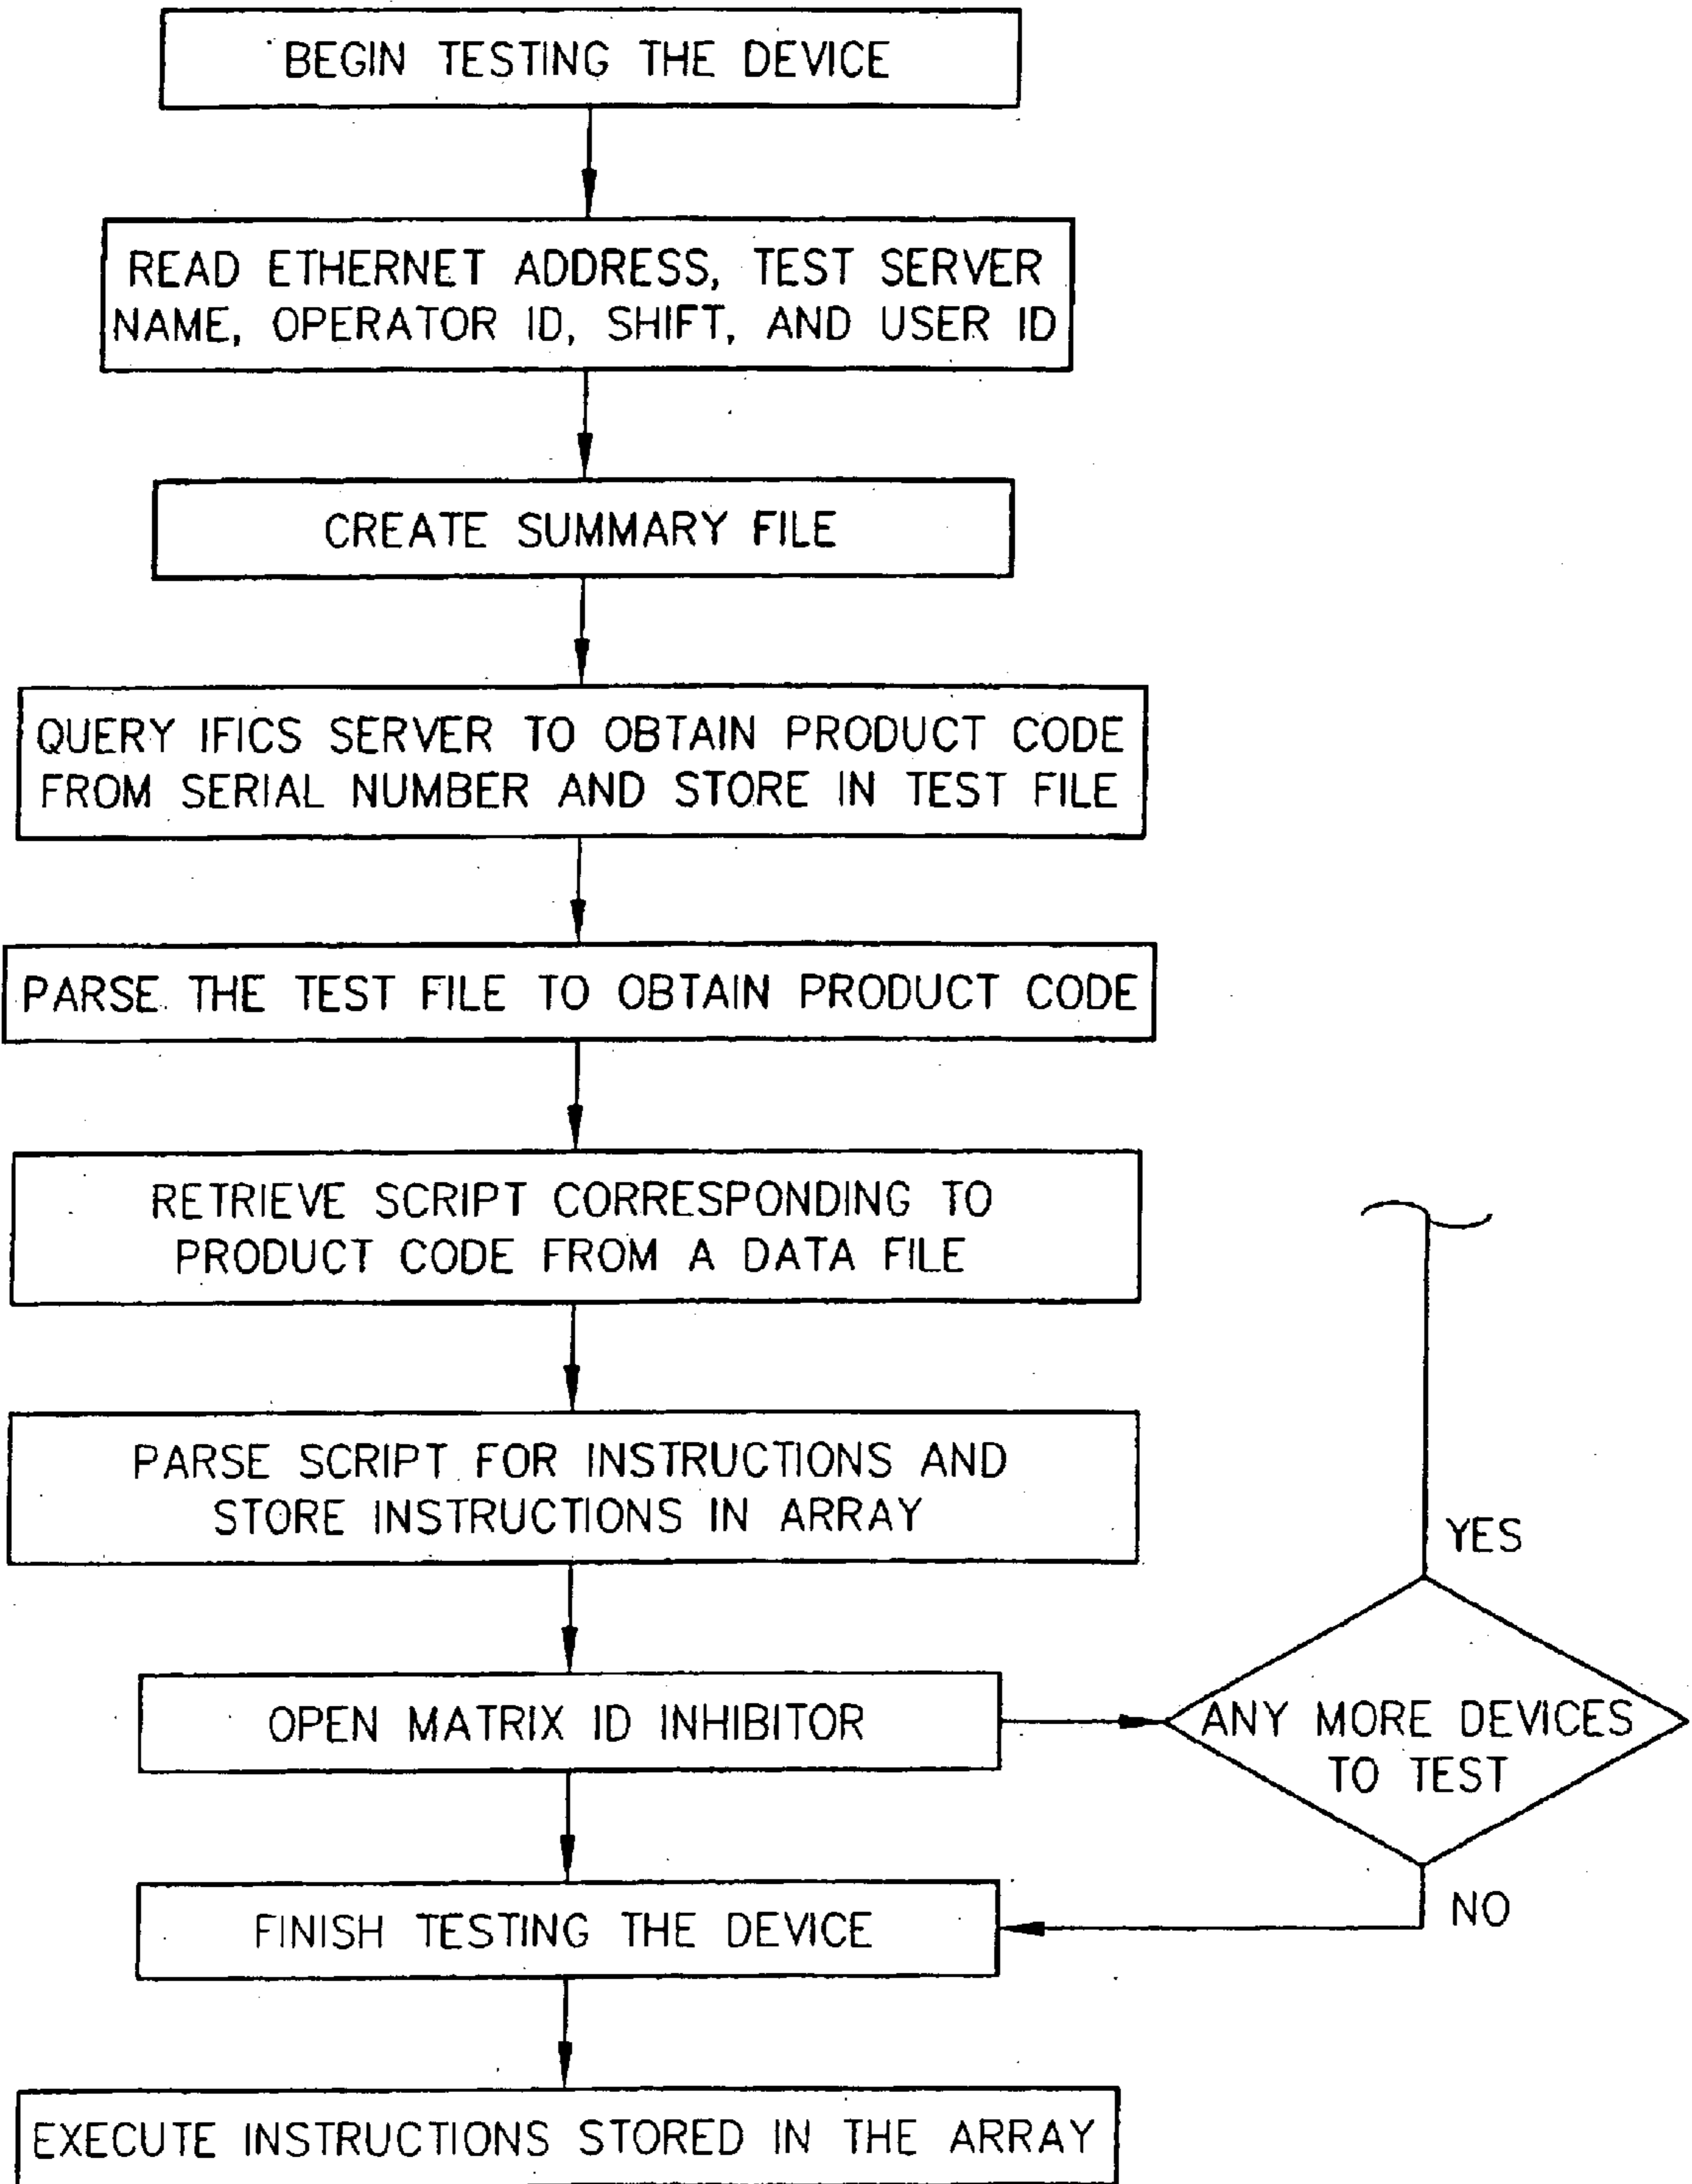 BEGIN TESTING THE DEVICE
READ ETHERNET ADDRESS, TEST SERVER
NAME, OPERATOR ID, SHIFT, AND USER ID
CREATE SUMMARY FILE
QUERY IFICS SERVER TO OBTAIN PRODUCT CODE
FROM SERIAL NUMBER AND STORE IN TEST FILE
PARSE THE TEST FILE TO OBTAIN PRODUCT CODE
RETRIEVE SCRIPT CORRESPONDING TO
PRODUCT CODE FROM A DATA FILE
PARSE SCRIPT FOR INSTRUCTIONS AND
STORE INSTRUCTIONS IN ARRAY
YES
OPEN MATRIX ID INHIBITOR
ANY MORE DEVICES
TO TEST
NO
FINISH TESTING THE DEVICE
EXECUTE INSTRUCTIONS STORED IN THE ARRAY